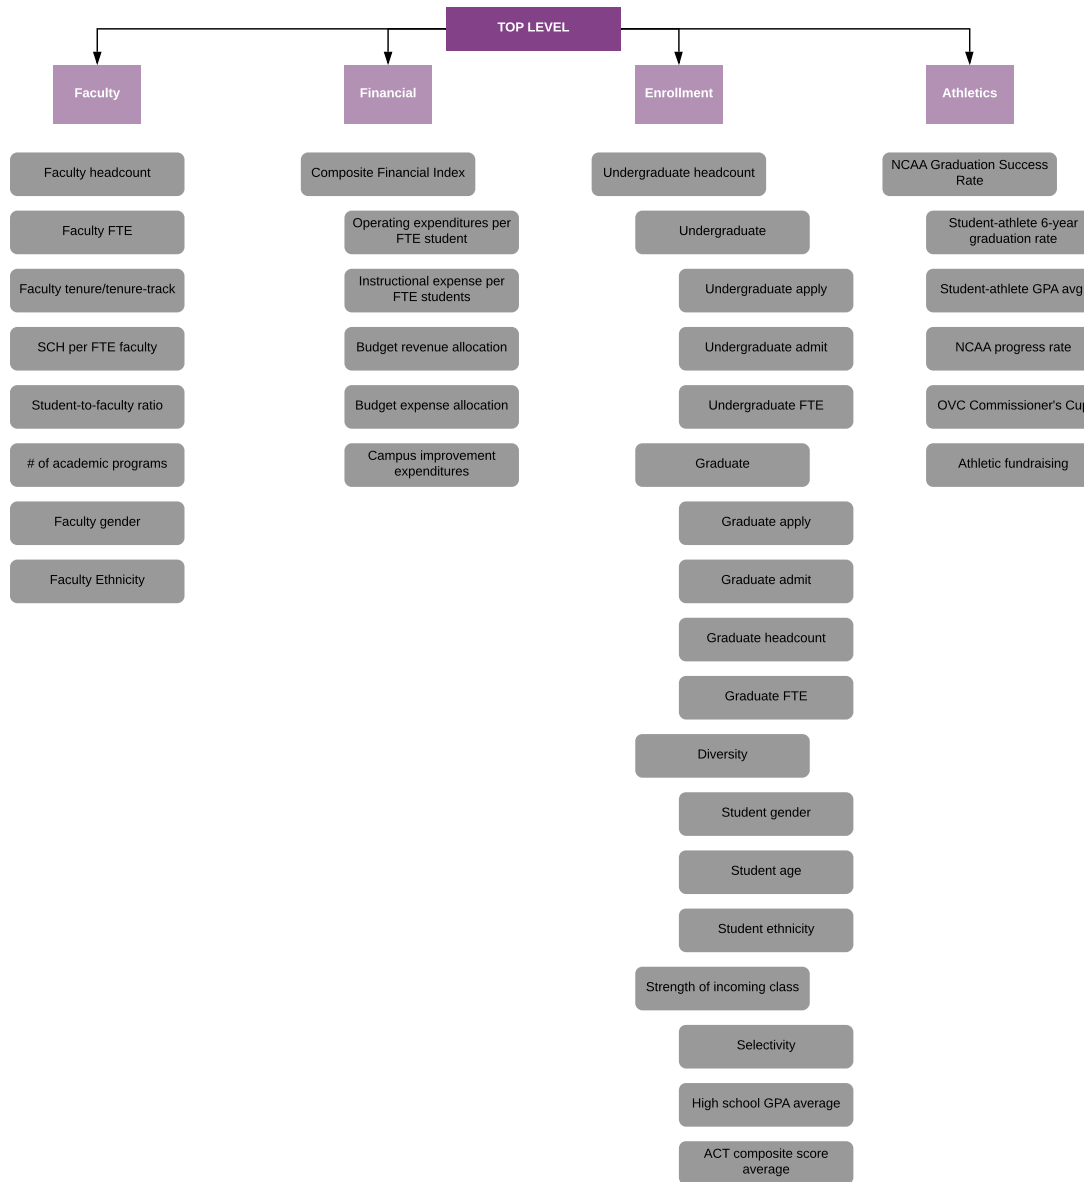 TOP LEVEL
Faculty
Financial
Enrollment
Athletics
Faculty headcount
Faculty FTE
Faculty tenure/tenure-track
SCH per FTE faculty
Student-to-faculty ratio
# of academic programs
Faculty gender
Faculty Ethnicity
Composite Financial Index
Operating expenditures per
FTE student
Instructional expense per
FTE students
Budget revenue allocation
Budget expense allocation
Campus improvement
expenditures
Undergraduate headcount
Undergraduate
Undergraduate apply
Undergraduate admit
Undergraduate FTE
Graduate
Graduate apply
Graduate admit
Graduate headcount
Graduate FTE
Diversity
Student gender
Student age
Student ethnicity
Strength of incoming class
Selectivity
High school GPA average
ACT composite score
average
NCAA Graduation Success
Rate
Student-athlete 6-year
graduation rate
Student-athlete GPA avg
NCAA progress rate
OVC Commissioner's Cup
Athletic fundraising